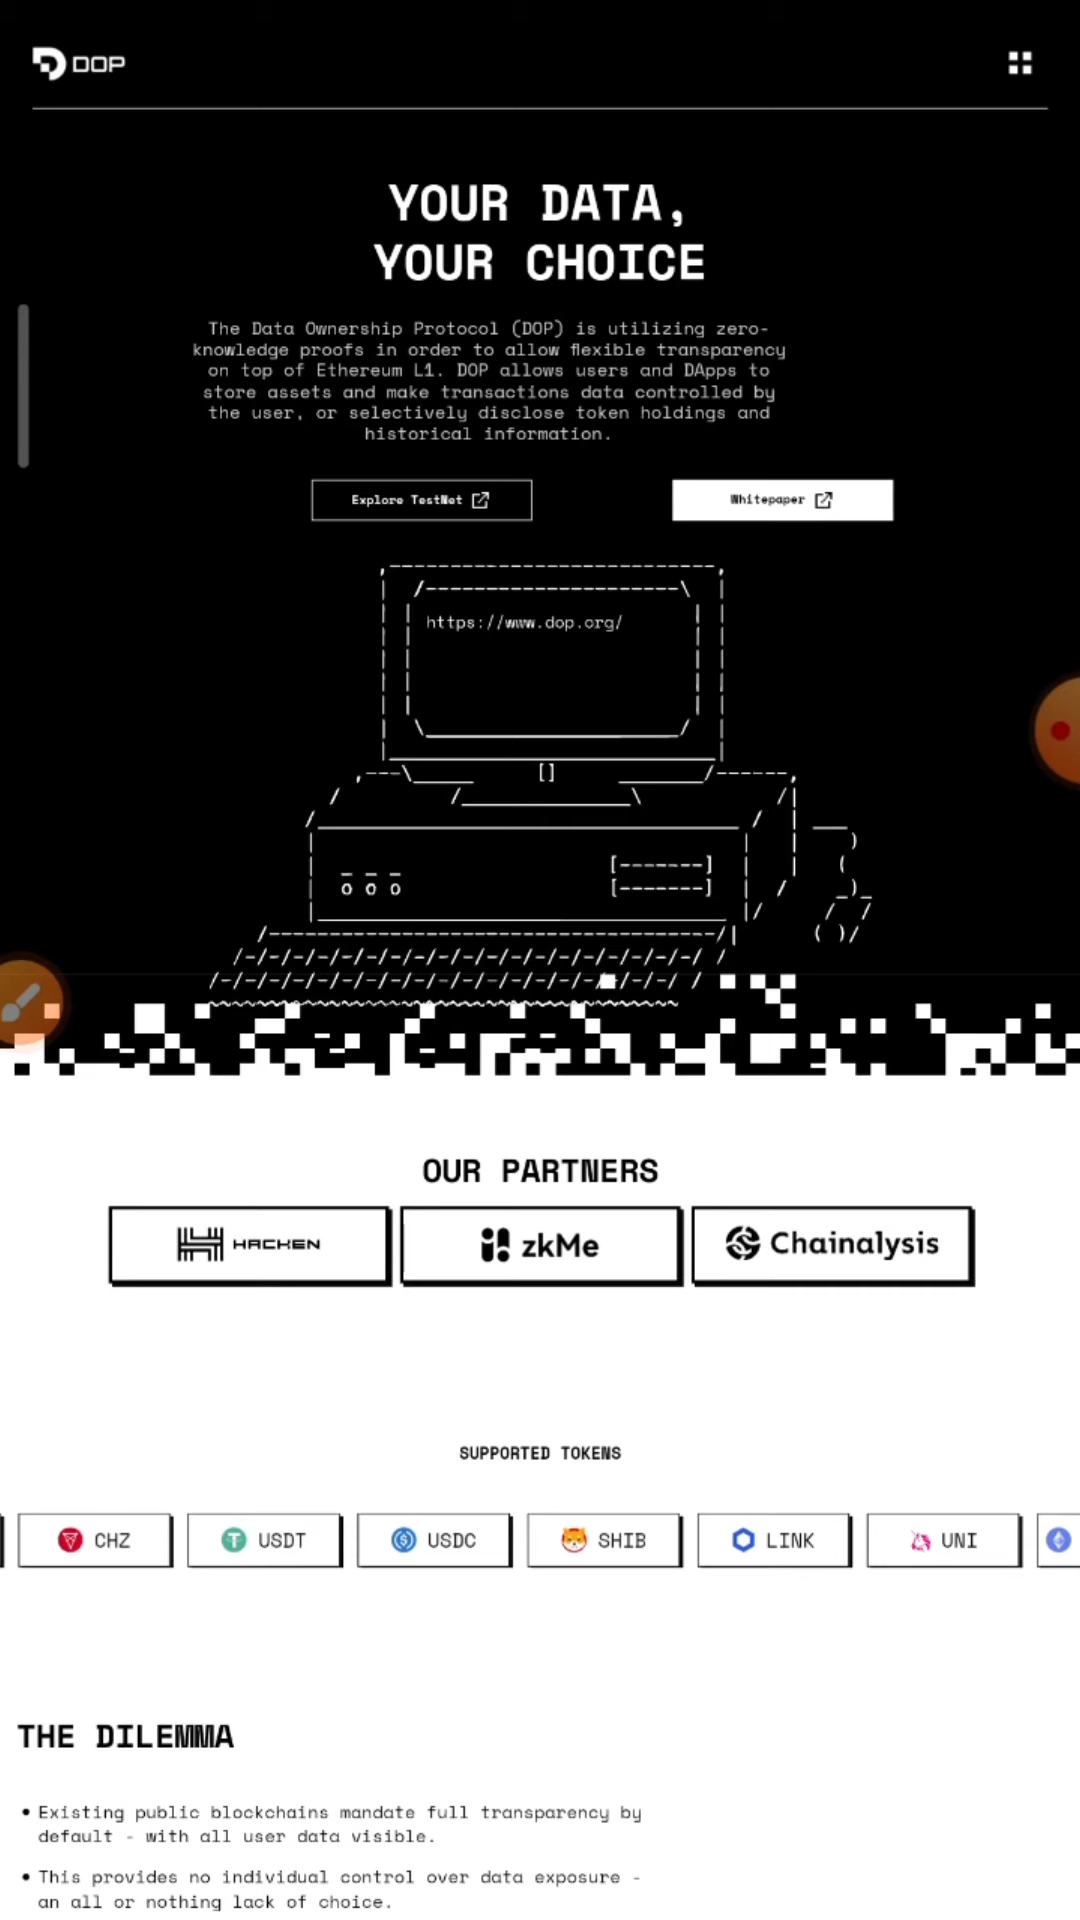 DOP
YOUR DATA,
YOUR CHOICE
The Data Ownership Protocol (DOP) is utilizing zero-
knowledge proofs in order to allow flexible transparency
on top of Ethereum L1. DOP allows users and DApps to
store assets and make transactions data controlled by
the user, or selectively disclose token holdings and
historical information.
Explore TestNet
Whitepaper
https://www.dop.org/
OUR PARTNERS
HACKEN
zkMe
Chainalysis
SUPPORTED TOKENS
CHZ
USDT
USDC
SHIB
LINK
UNI
THE DILEMMA
• Existing public blockchains mandate full transparency by
default - with all user data visible.
• This provides no individual control over data exposure -
an all or nothing lack of choice.